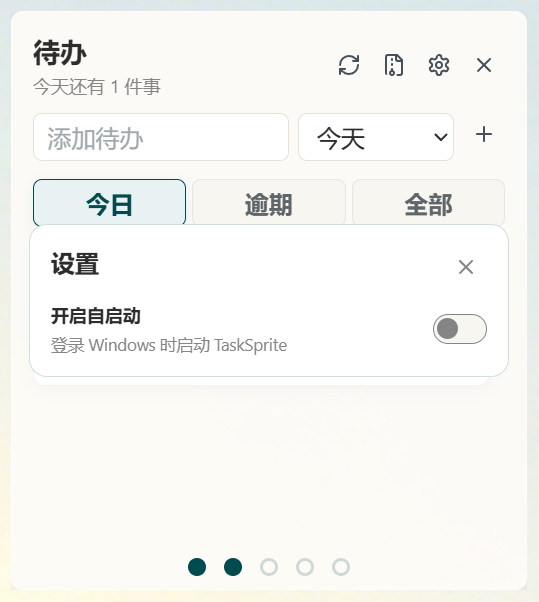 待办
今天还有 1 件事
添加待办
今天
今日
逾期
全部
设置
开启自启动
登录 Windows 时启动 TaskSprite